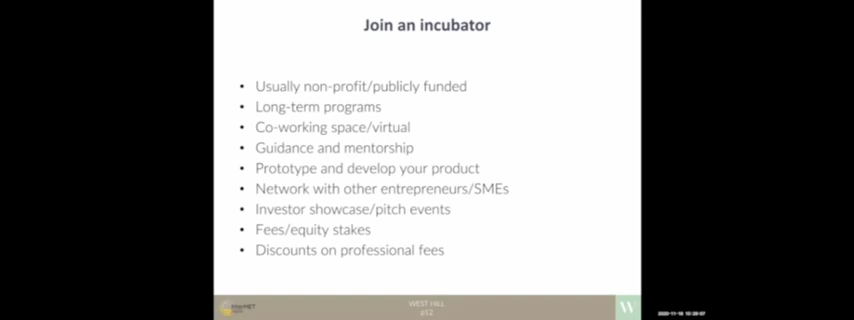 Join an incubator
• Usually non-profit/publicly funded
• Long-term programs
• Co-working space/virtual
• Guidance and mentorship
• Prototype and develop your product
• Network with other entrepreneurs/SMEs
• Investor showcase/pitch events
• Fees/equity stakes
• Discounts on professional fees
WEST HILL
p12
W